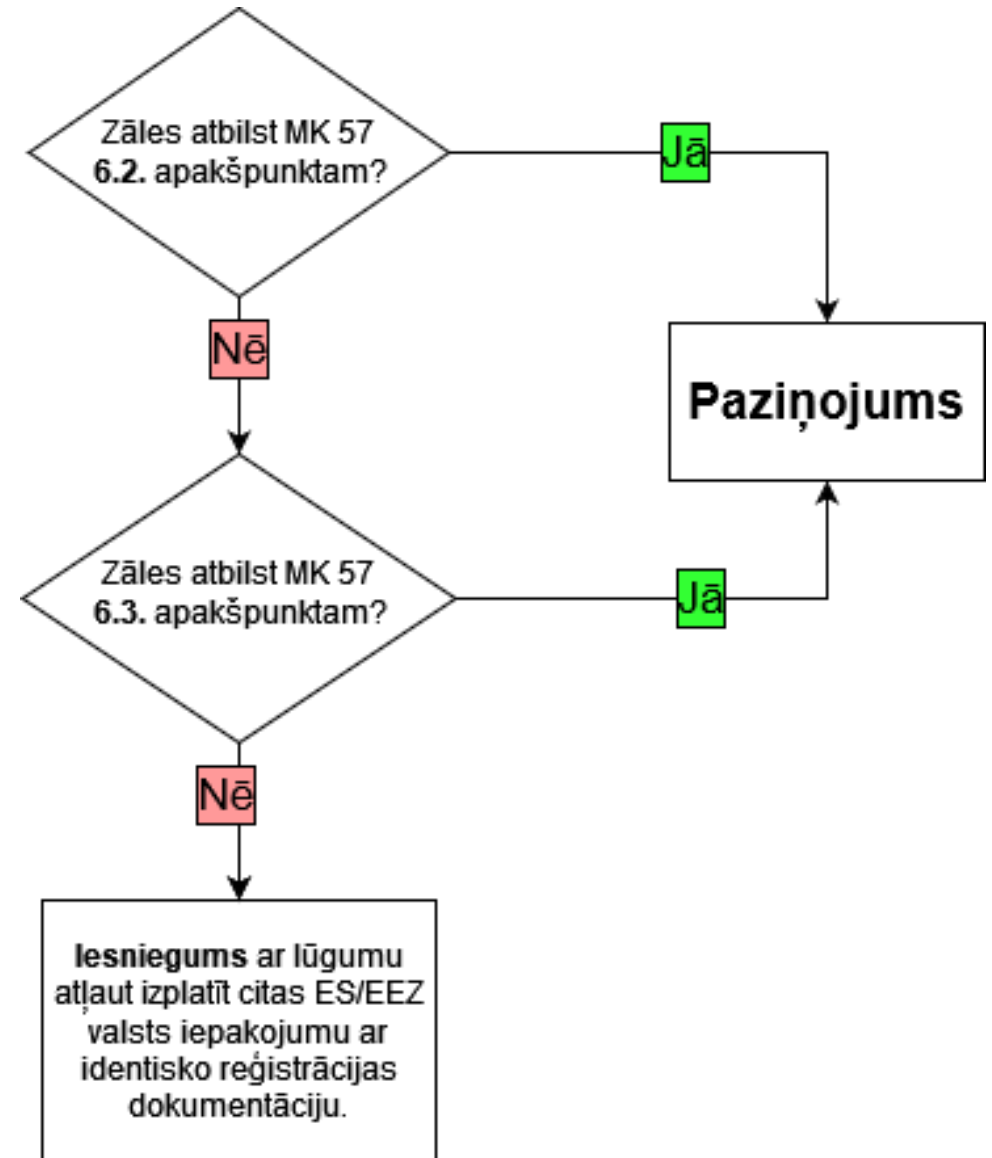 Zāles atbilst MK 57
6.2. apakšpunktam?
Jā
Nē
Paziņojums
Zāles atbilst MK 57
6.3. apakšpunktam?
Jā
Nē
Iesniegums ar lūgumu
atļaut izplatīt citas ES/EEZ
valsts iepakojumu ar
identisko reģistrācijas
dokumentāciju.